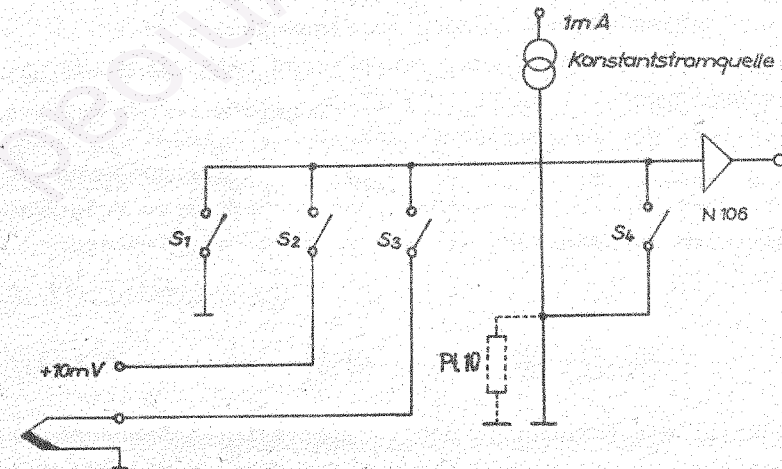 1mA
Konstantstromquelle
S1
S2
S3
S4
N 106
+10mV
Pt.10